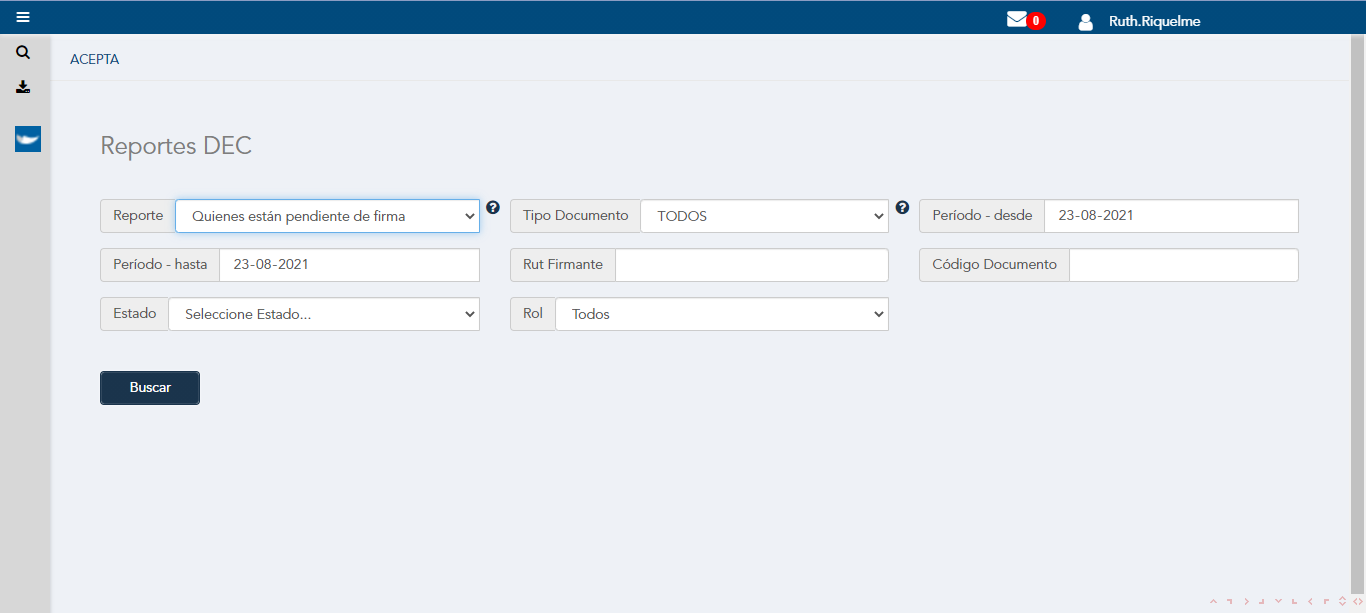 0 Ruth.Riquelme
ACEPTA
Reportes DEC
Reporte Quienes están pendiente de firma Tipo Documento TODOS Período - desde 23-08-2021
Período - hasta 23-08-2021 Rut Firmante Código Documento
Estado Seleccione Estado... Rol Todos
Buscar